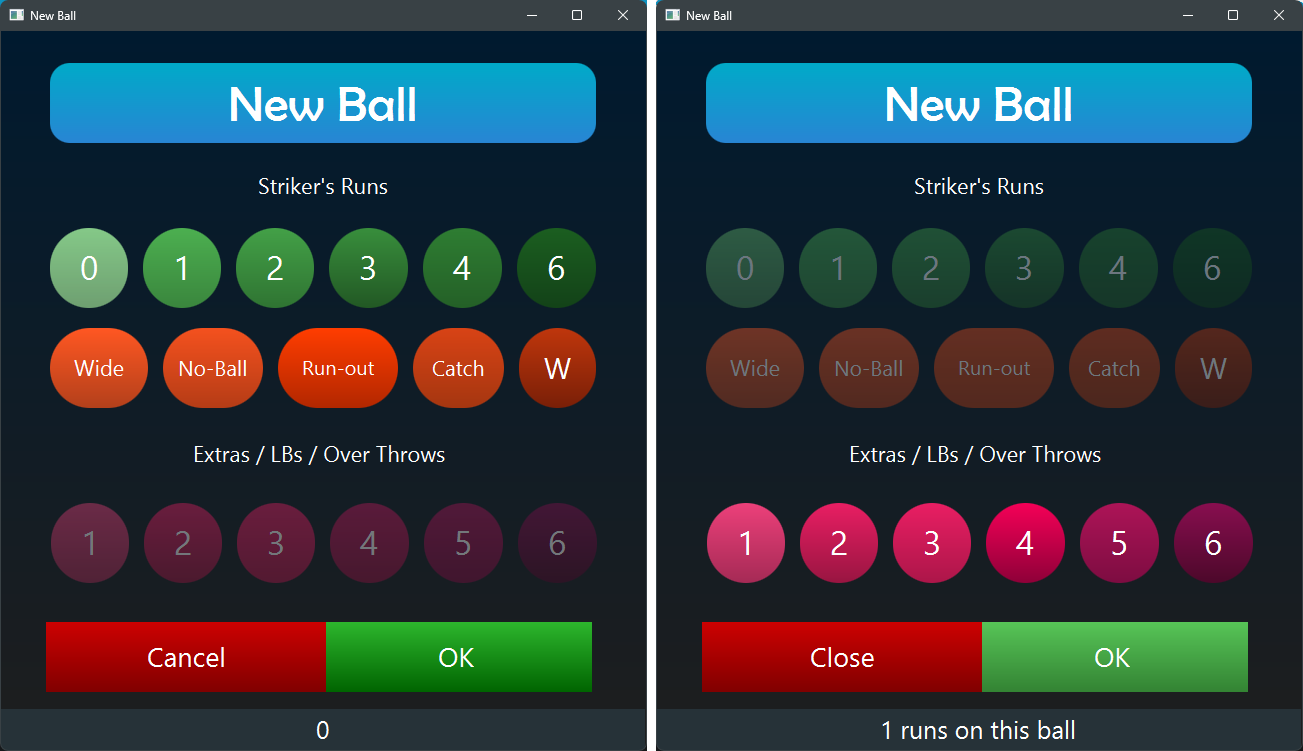 New Ball
New Ball
Striker's Runs
0 1 2 3 4 6
Wide No-Ball Run-out Catch W
Extras / LBs / Over Throws
1 2 3 4 5 6
Cancel OK
0
New Ball
New Ball
Striker's Runs
0 1 2 3 4 6
Wide No-Ball Run-out Catch W
Extras / LBs / Over Throws
1 2 3 4 5 6
Close OK
1 runs on this ball